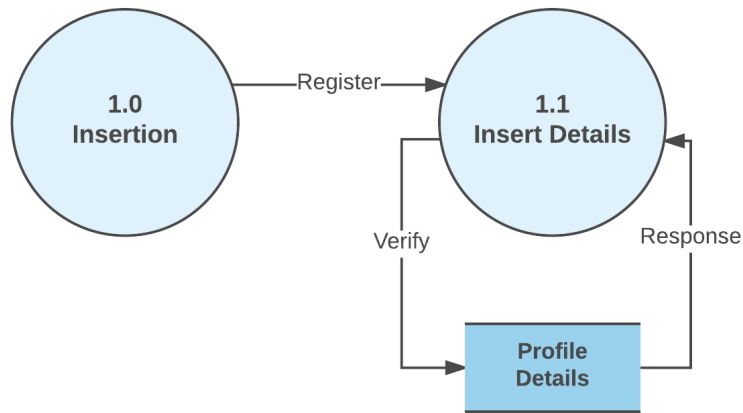 1.0
Insertion
Register
1.1
Insert Details
Verify
Response
Profile
Details